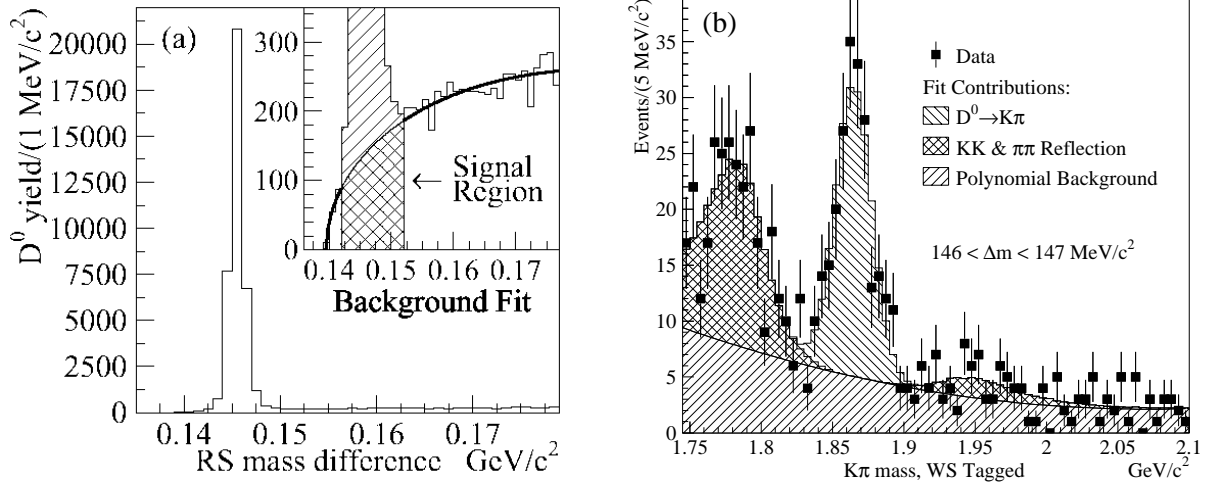 (a)
D⁰ yield/(1 MeV/c²)
20000
17500
15000
12500
10000
7500
5000
2500
0
0.14
0.15
0.16
0.17
RS mass difference GeV/c²
300
200
100
0
0.14
0.15
0.16
0.17
Signal
Region
Background Fit
(b)
Events/(5 MeV/c²)
35
30
25
20
15
10
5
0
Data
Fit Contributions:
D⁰→Kπ
KK & ππ Reflection
Polynomial Background
146 < Δm < 147 MeV/c²
1.75
1.8
1.85
1.9
1.95
2
2.05
2.1
Kπ mass, WS Tagged
GeV/c²